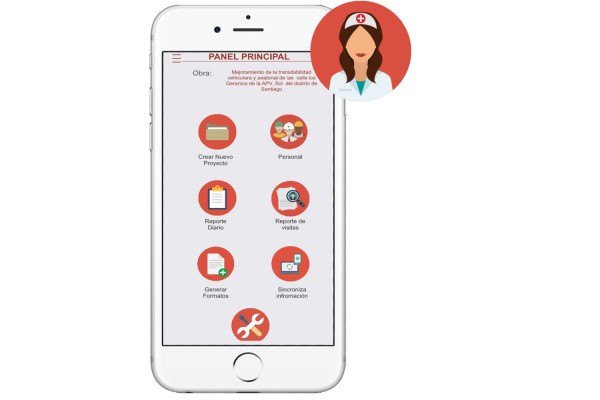 PANEL PRINCIPAL
Obra:
Mejoramiento de la transitabilidad
vehiculara y peatonal de las calle los
Geranios de la APV. Sol del distrito de
Santiago
Crear Nuevo
Proyecto
Personal
Reporte
Diario
Reporte de
visitas
Generar
Formatos
Sincroniza
infromación